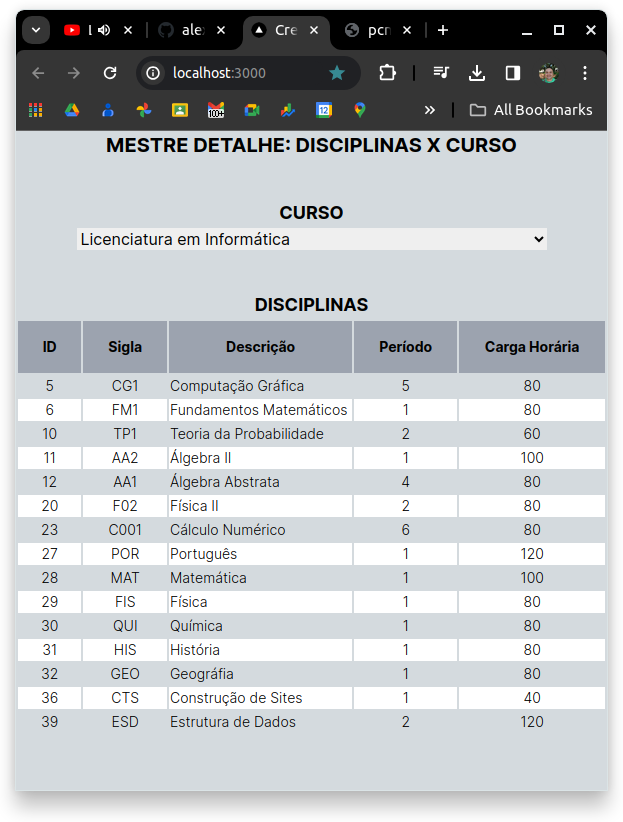 L
ale
Cre
pcn
localhost:3000
100+
12
All Bookmarks
MESTRE DETALHE: DISCIPLINAS X CURSO
CURSO
Licenciatura em Informática
DISCIPLINAS
ID Sigla Descrição Período Carga Horária
5 CG1 Computação Gráfica 5 80
6 FM1 Fundamentos Matemáticos 1 80
10 TP1 Teoria da Probabilidade 2 60
11 AA2 Álgebra II 1 100
12 AA1 Álgebra Abstrata 4 80
20 F02 Física II 2 80
23 C001 Cálculo Numérico 6 80
27 POR Português 1 120
28 MAT Matemática 1 100
29 FIS Física 1 80
30 QUI Química 1 80
31 HIS História 1 80
32 GEO Geográfia 1 80
36 CTS Construção de Sites 1 40
39 ESD Estrutura de Dados 2 120